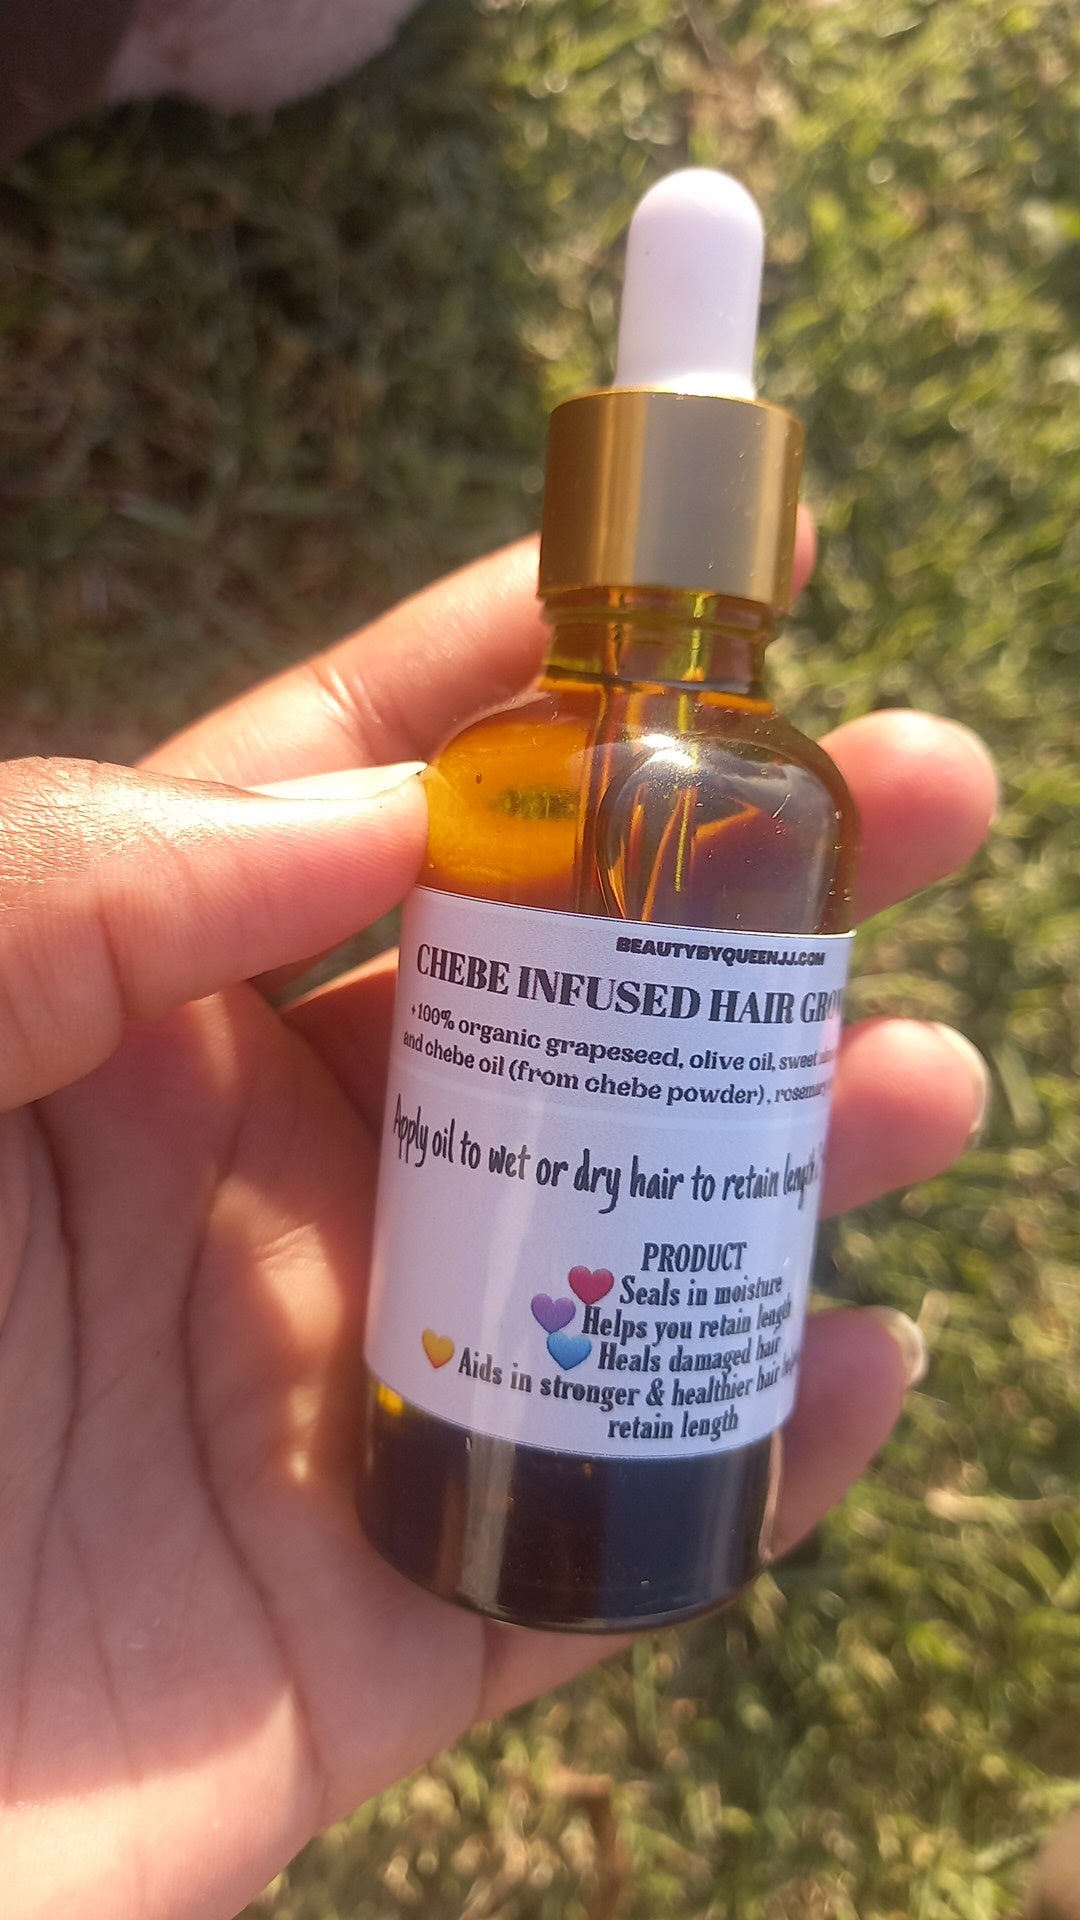 BEAUTYBYQUEENJJ.COM
CHEBE INFUSED HAIR
+100% organic grapeseed, olive oil, sweet
and chebe oil (from chebe powder), rosemary
Apply oil to wet or dry hair to retain length
PRODUCT
❤️ Seals in moisture
💜 Helps you retain length
💙 Heals damaged hair
💛 Aids in stronger & healthier hair
retain length